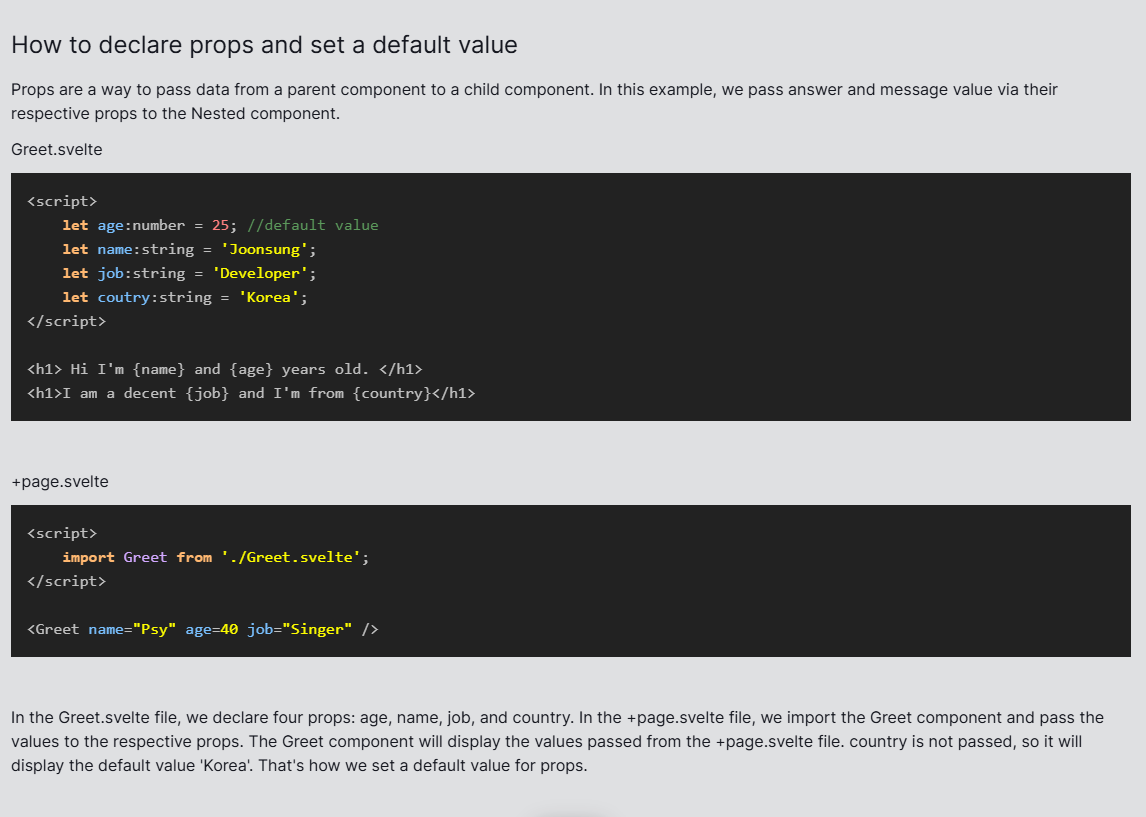 How to declare props and set a default value
Props are a way to pass data from a parent component to a child component. In this example, we pass answer and message value via their
respective props to the Nested component.
Greet.svelte
<script>
    let age:number = 25; //default value
    let name:string = 'Joonsung';
    let job:string = 'Developer';
    let coutry:string = 'Korea';
</script>
<h1> Hi I'm {name} and {age} years old. </h1>
<h1>I am a decent {job} and I'm from {country}</h1>
+page.svelte
<script>
    import Greet from './Greet.svelte';
</script>
<Greet name="Psy" age=40 job="Singer" />
In the Greet.svelte file, we declare four props: age, name, job, and country. In the +page.svelte file, we import the Greet component and pass the
values to the respective props. The Greet component will display the values passed from the +page.svelte file. country is not passed, so it will
display the default value 'Korea'. That's how we set a default value for props.